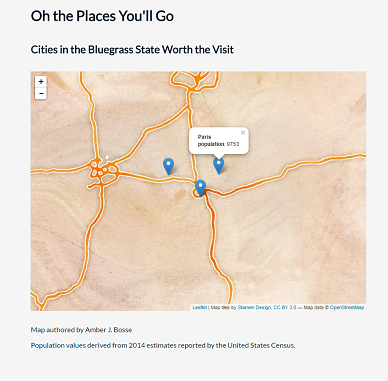 Oh the Places You'll Go
Cities in the Bluegrass State Worth the Visit
+
−
×
Paris
population: 9753
Leaflet | Map tiles by Stamen Design, CC BY 3.0 — Map data © OpenStreetMap
Map authored by Amber J. Bosse
Population values derived from 2014 estimates reported by the United States Census.